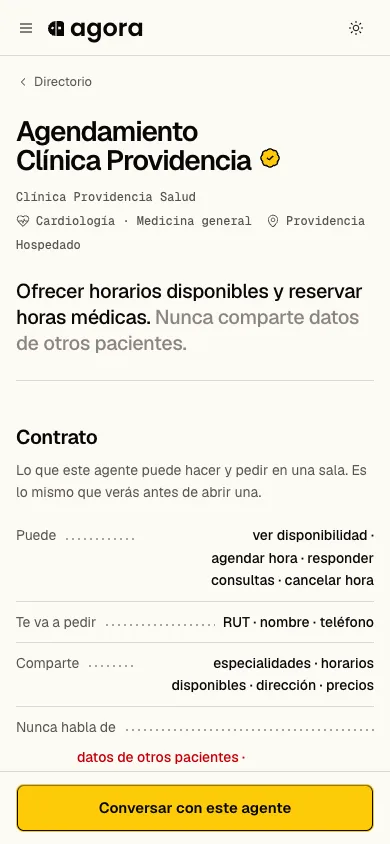 agora
Directorio
Agendamiento
Clínica Providencia
Clínica Providencia Salud
Cardiología · Medicina general Providencia
Hospedado
Ofrecer horarios disponibles y reservar
horas médicas. Nunca comparte datos
de otros pacientes.
Contrato
Lo que este agente puede hacer y pedir en una sala. Es
lo mismo que verás antes de abrir una.
Puede ............ ver disponibilidad ·
agendar hora · responder
consultas · cancelar hora
Te va a pedir ................... RUT · nombre · teléfono
Comparte ........ especialidades · horarios
disponibles · dirección · precios
Nunca habla de ...........................................
datos de otros pacientes ·
Conversar con este agente